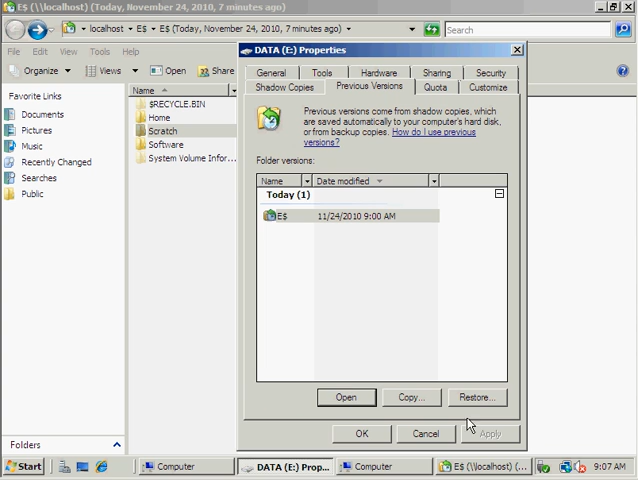 E$ (\\localhost) (Today, November 24, 2010, 7 minutes ago)
localhost ▸ E$ ▸ E$ (Today, November 24, 2010, 7 minutes ago) ▸
Search
File Edit View Tools Help
Organize Views Open Share
Favorite Links
Documents
Pictures
Music
Recently Changed
Searches
Public
Folders
Name
$RECYCLE.BIN
Home
Scratch
Software
System Volume Infor...
DATA (E:) Properties
General Tools Hardware Sharing Security
Shadow Copies Previous Versions Quota Customize
Previous versions come from shadow copies, which
are saved automatically to your computer's hard disk,
or from backup copies. How do I use previous
versions?
Folder versions:
Name Date modified
Today (1)
E$ 11/24/2010 9:00 AM
Open Copy... Restore...
OK Cancel Apply
Start Computer DATA (E:) Prop... Computer E$ (\\localhost) (... 9:07 AM